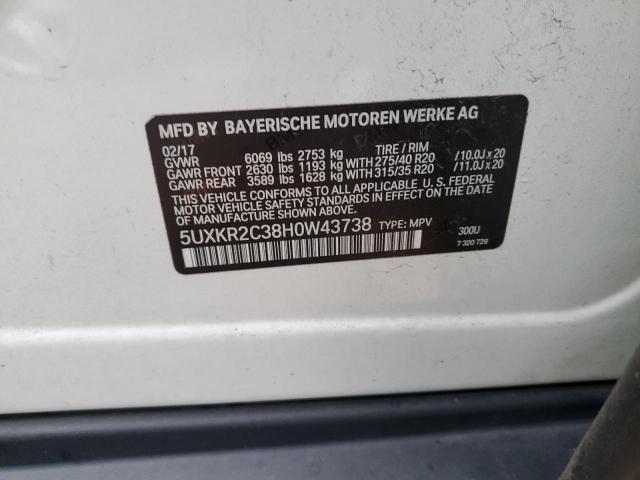 MFD BY BAYERISCHE MOTOREN WERKE AG
02/17 TIRE / RIM
GVWR 6069 lbs 2753 kg
GAWR FRONT 2630 lbs 1193 kg WITH 275/40 R20 /10.0J x 20
GAWR REAR 3589 lbs 1628 kg WITH 315/35 R20 /11.0J x 20
THIS VEHICLE CONFORMS TO ALL APPLICABLE U. S. FEDERAL
MOTOR VEHICLE SAFETY STANDARDS IN EFFECT ON THE
DATE OF MANUFACTURE SHOWN ABOVE.
5UXKR2C38H0W43738 TYPE: MPV
300U
7 320 729